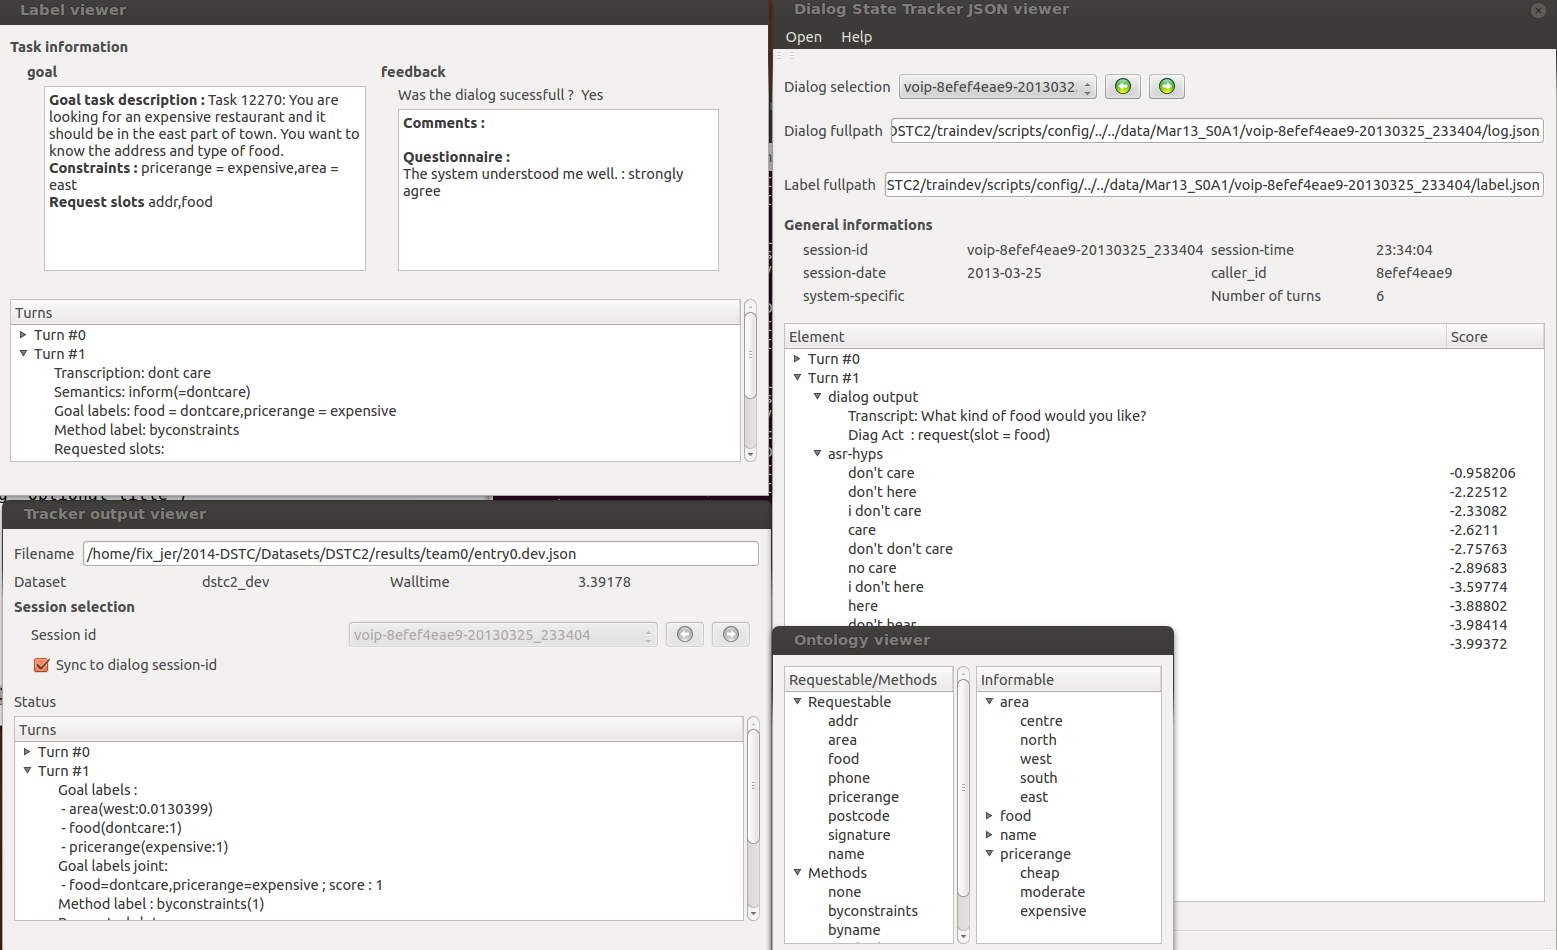 Label viewer
Task information
goal
Goal task description : Task 12270: You are
looking for an expensive restaurant and it
should be in the east part of town. You want to
know the address and type of food.
Constraints : pricerange = expensive,area =
east
Request slots addr,food
feedback
Was the dialog sucessfull ? Yes
Comments :
Questionnaire :
The system understood me well. : strongly
agree
Turns
Turn #0
Turn #1
Transcription: dont care
Semantics: inform(=dontcare)
Goal labels: food = dontcare,pricerange = expensive
Method label: byconstraints
Requested slots:
Tracker output viewer
Filename /home/fix_jer/2014-DSTC/Datasets/DSTC2/results/team0/entry0.dev.json
Dataset dstc2_dev Walltime 3.39178
Session selection
Session id voip-8efef4eae9-20130325_233404
Sync to dialog session-id
Status
Turns
Turn #0
Turn #1
Goal labels :
- area(west:0.0130399)
- food(dontcare:1)
- pricerange(expensive:1)
Goal labels joint:
- food=dontcare,pricerange=expensive ; score : 1
Method label : byconstraints(1)
Dialog State Tracker JSON viewer
Open Help
Dialog selection voip-8efef4eae9-2013032
Dialog fullpath DSTC2/traindev/scripts/config/../../data/Mar13_S0A1/voip-8efef4eae9-20130325_233404/log.json
Label fullpath STC2/traindev/scripts/config/../../data/Mar13_S0A1/voip-8efef4eae9-20130325_233404/label.json
General informations
session-id voip-8efef4eae9-20130325_233404 session-time 23:34:04
session-date 2013-03-25 caller_id 8efef4eae9
system-specific Number of turns 6
Element Score
Turn #0
Turn #1
dialog output
Transcript: What kind of food would you like?
Diag Act : request(slot = food)
asr-hyps
don't care -0.958206
don't here -2.22512
i don't care -2.33082
care -2.6211
don't don't care -2.75763
no care -2.89683
i don't here -3.59774
here -3.88802
don't hear -3.98414
-3.99372
Ontology viewer
Requestable/Methods
Requestable
addr
area
food
phone
pricerange
postcode
signature
name
Methods
none
byconstraints
byname
Informable
area
centre
north
west
south
east
food
name
pricerange
cheap
moderate
expensive